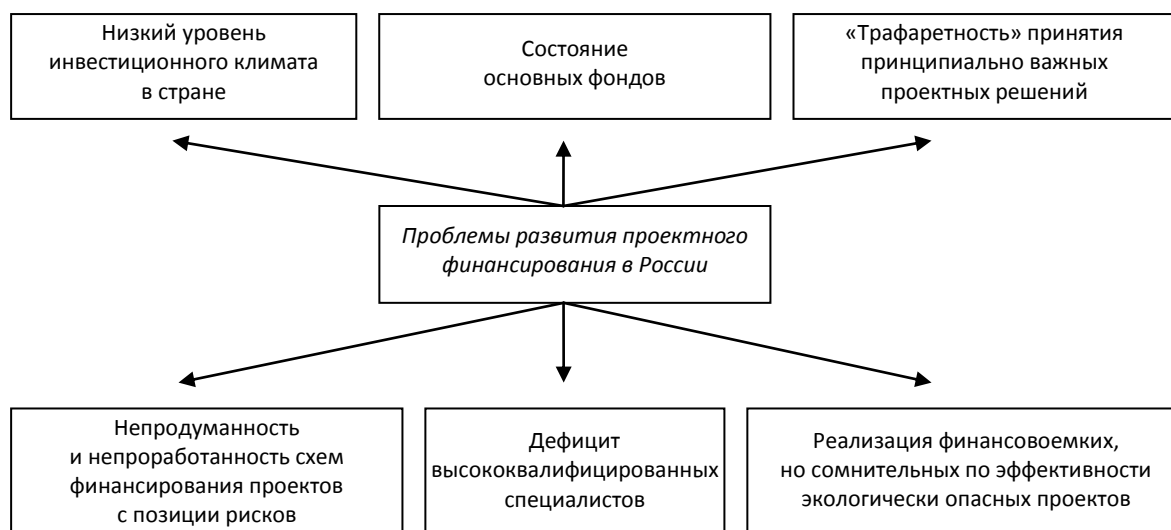 Низкий уровень
инвестиционного климата
в стране
Состояние
основных фондов
«Трафаретность» принятия
принципиально важных
проектных решений
Проблемы развития проектного
финансирования в России
Непродуманность
и непроработанность схем
финансирования проектов
с позиции рисков
Дефицит
высококвалифицированных
специалистов
Реализация финансовоемких,
но сомнительных по эффективности
экологически опасных проектов